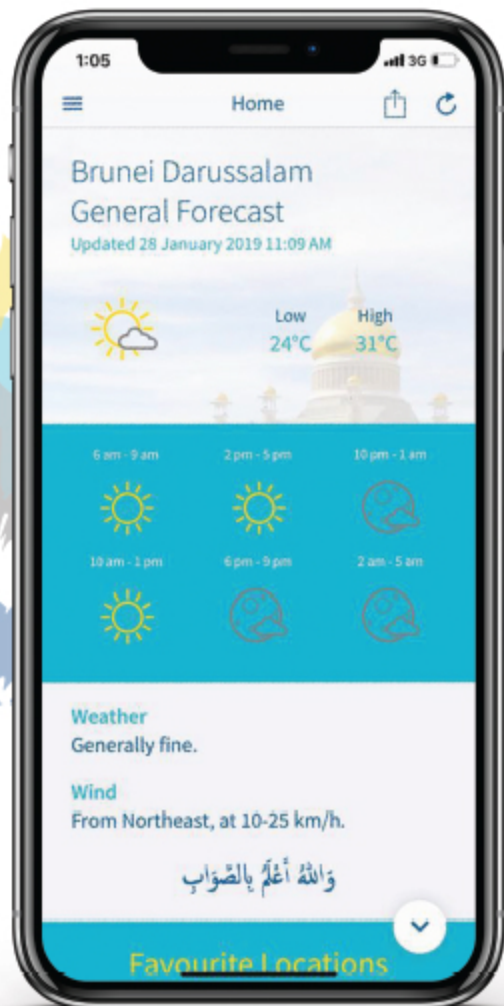 1:05 3G
Home
Brunei Darussalam
General Forecast
Updated 28 January 2019 11:09 AM
Low High
24°C 31°C
6 am - 9 am 2 pm - 5 pm 10 pm - 1 am
10 am - 1 pm 6 pm - 9 pm 2 am - 5 am
Weather
Generally fine.
Wind
From Northeast, at 10-25 km/h.
وَاللهُ أَعْلَمُ بِالصَّوَابِ
Favourite Locations